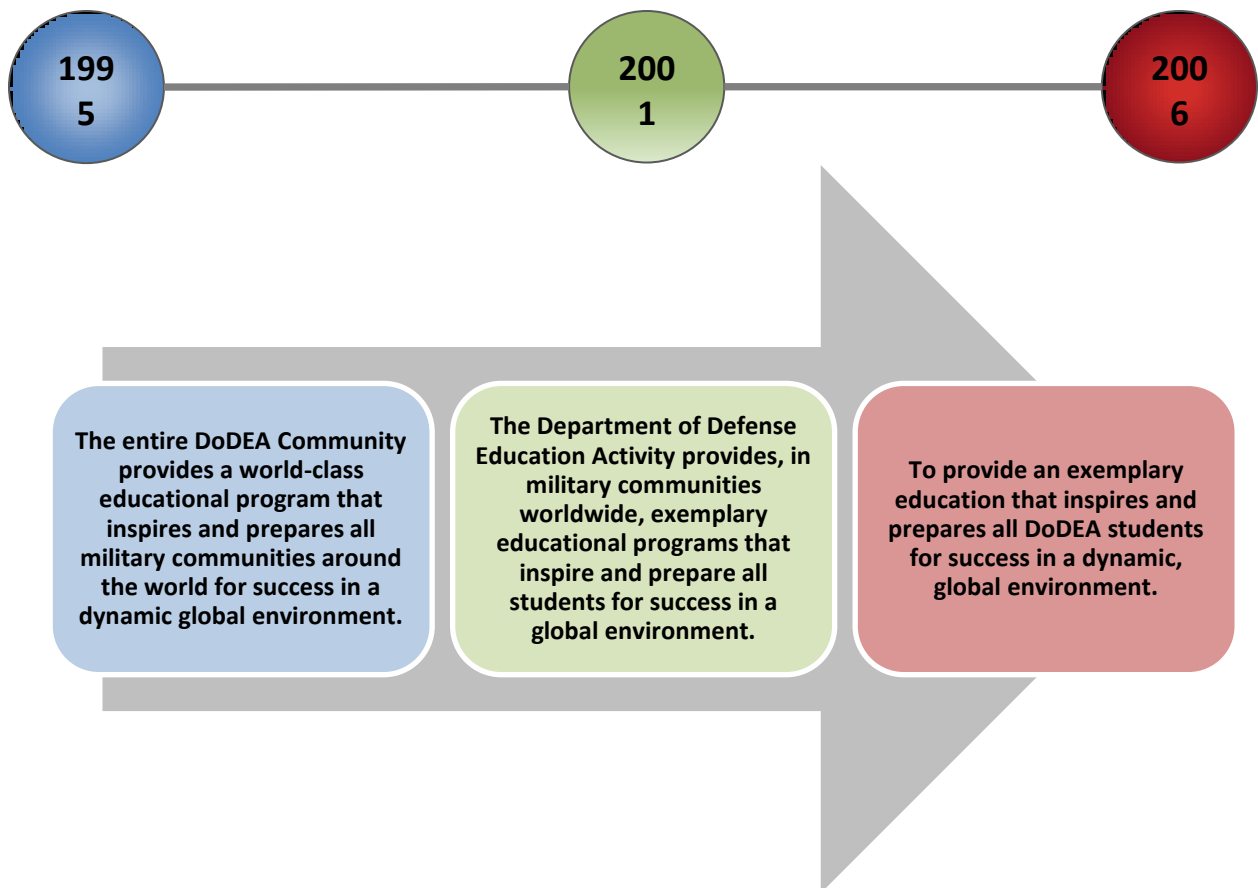 199
5
200
1
200
6
The entire DoDEA Community
provides a world-class
educational program that
inspires and prepares all
military communities around
the world for success in a
dynamic global environment.
The Department of Defense
Education Activity provides, in
military communities
worldwide, exemplary
educational programs that
inspire and prepare all
students for success in a
global environment.
To provide an exemplary
education that inspires and
prepares all DoDEA students
for success in a dynamic,
global environment.